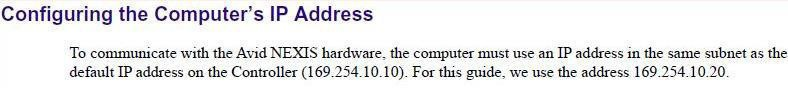 Configuring the Computer's IP Address
To communicate with the Avid NEXIS hardware, the computer must use an IP address in the same subnet as the
default IP address on the Controller (169.254.10.10). For this guide, we use the address 169.254.10.20.